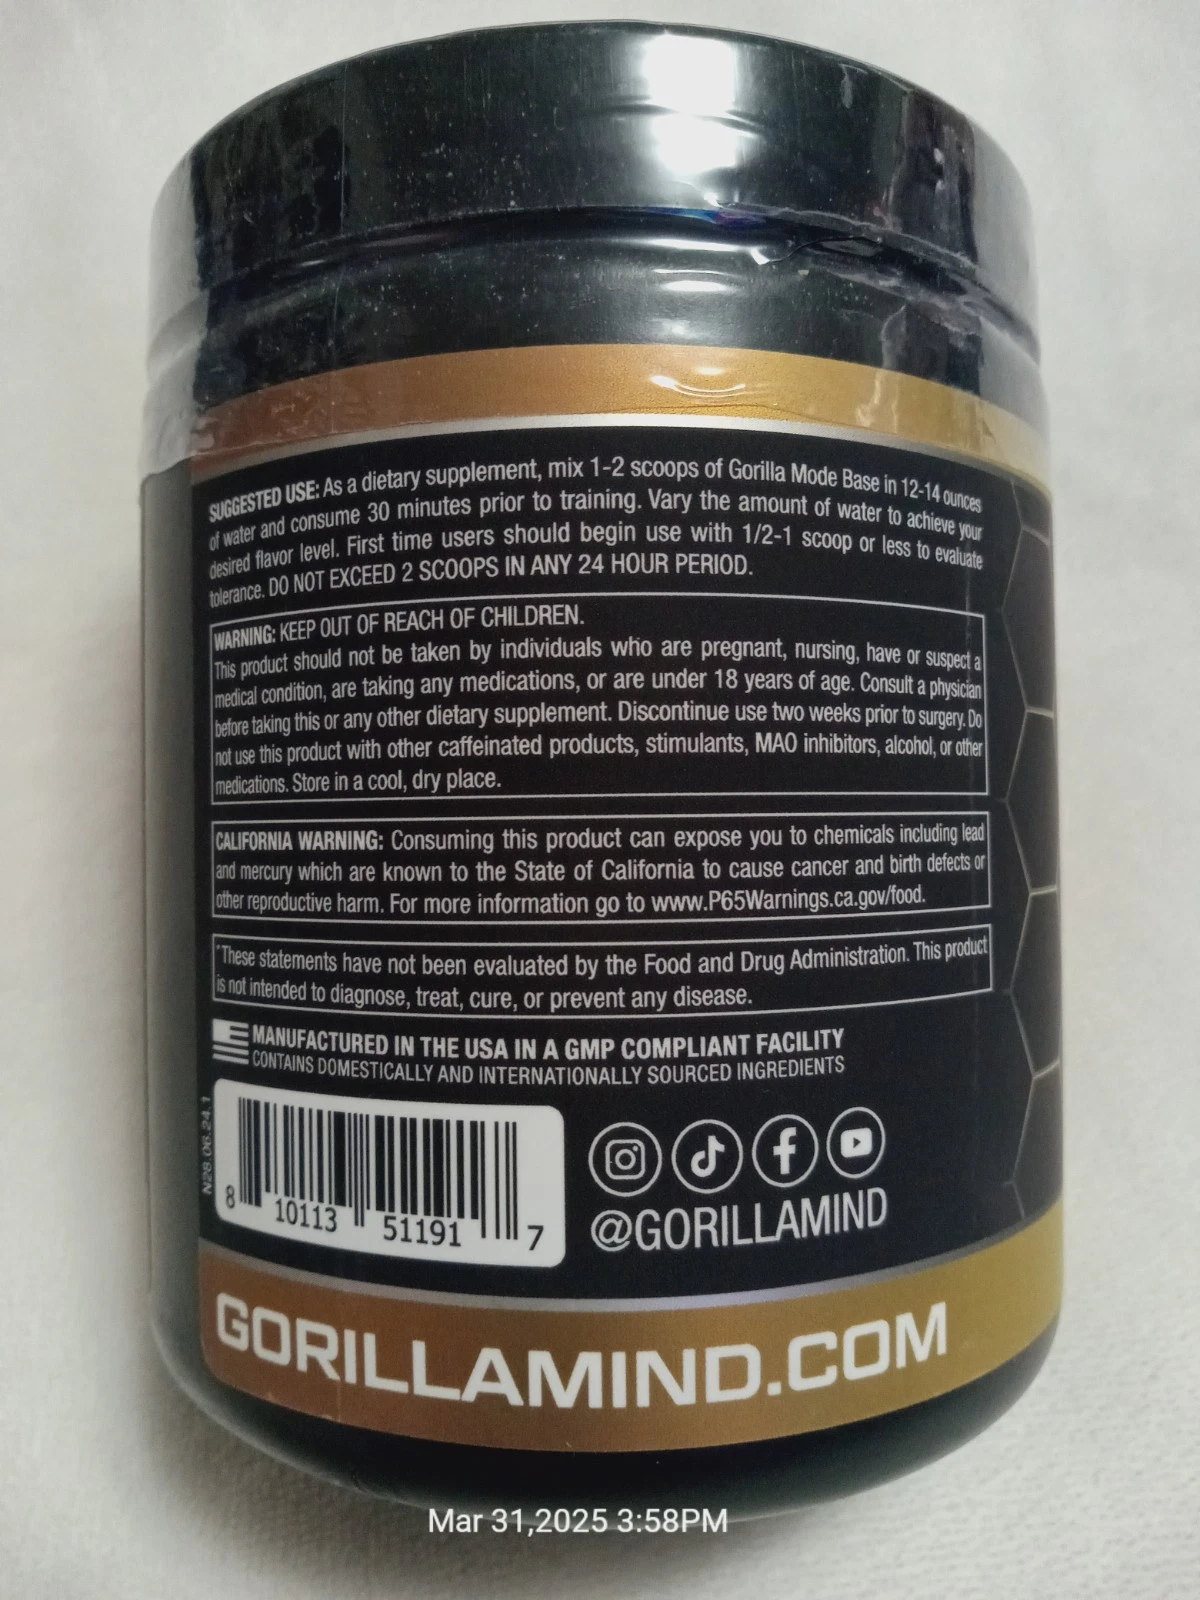 SUGGESTED USE: As a dietary supplement, mix 1-2 scoops of Gorilla Mode Base in 12-14 ounces
of water and consume 30 minutes prior to training. Vary the amount of water to achieve your
desired flavor level. First time users should begin use with 1/2-1 scoop or less to evaluate
tolerance. DO NOT EXCEED 2 SCOOPS IN ANY 24 HOUR PERIOD.
WARNING: KEEP OUT OF REACH OF CHILDREN.
This product should not be taken by individuals who are pregnant, nursing, have or suspect a
medical condition, are taking any medications, or are under 18 years of age. Consult a physician
before taking this or any other dietary supplement. Discontinue use two weeks prior to surgery. Do
not use this product with other caffeinated products, stimulants, MAO inhibitors, alcohol, or other
medications. Store in a cool, dry place.
CALIFORNIA WARNING: Consuming this product can expose you to chemicals including lead
and mercury which are known to the State of California to cause cancer and birth defects or
other reproductive harm. For more information go to www.P65Warnings.ca.gov/food.
*These statements have not been evaluated by the Food and Drug Administration. This product
is not intended to diagnose, treat, cure, or prevent any disease.
MANUFACTURED IN THE USA IN A GMP COMPLIANT FACILITY
CONTAINS DOMESTICALLY AND INTERNATIONALLY SOURCED INGREDIENTS
N28.06.24.1
8 10113 51191 7
@GORILLAMIND
GORILLAMIND.COM
Mar 31,2025 3:58PM